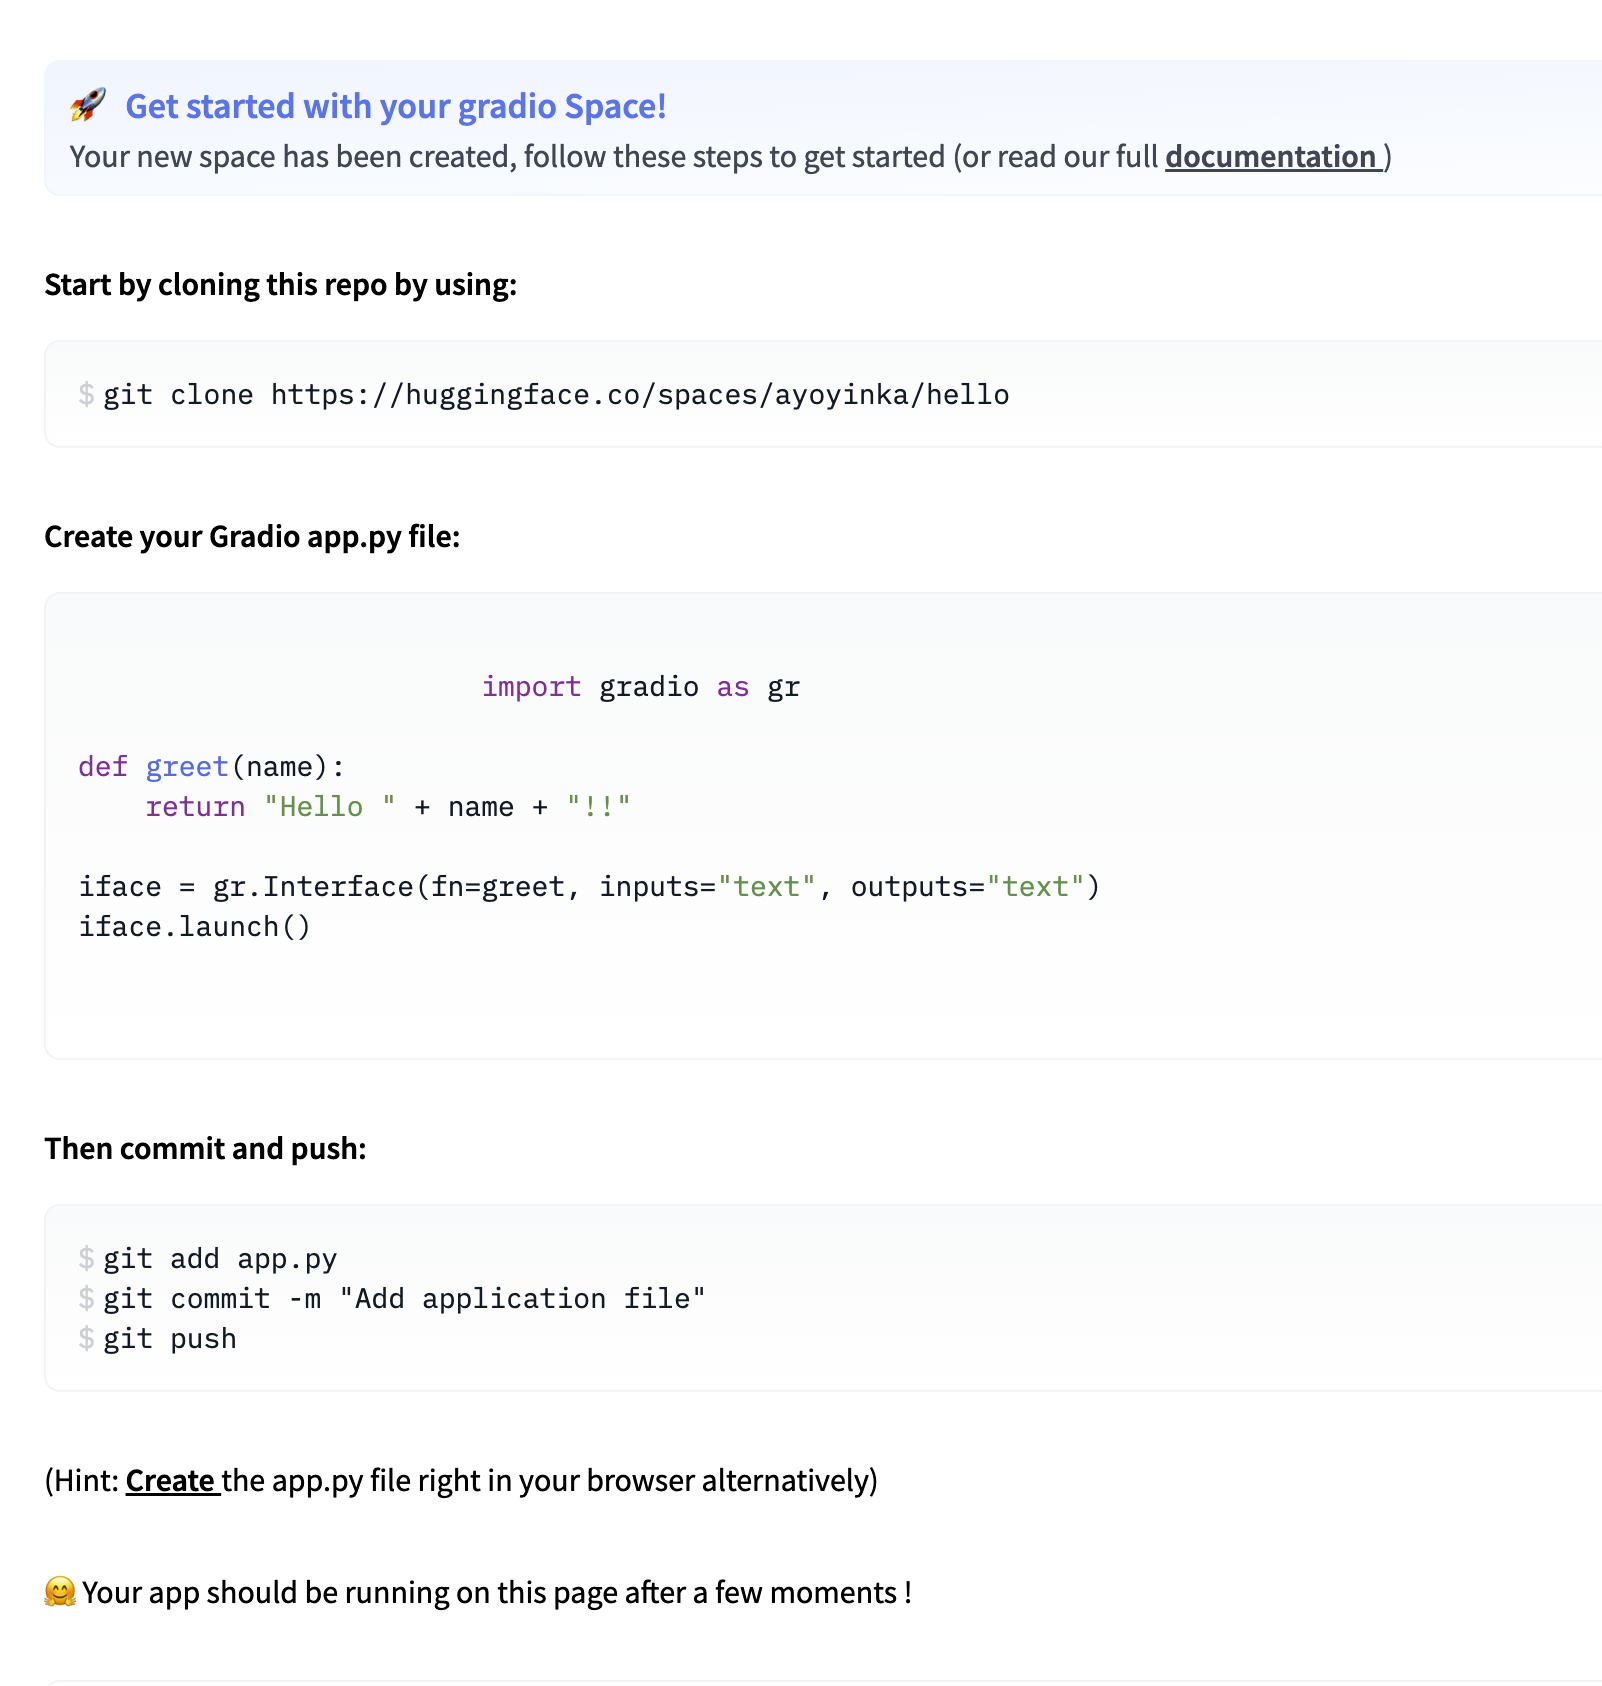 🚀 Get started with your gradio Space!
Your new space has been created, follow these steps to get started (or read our full documentation )
Start by cloning this repo by using:
$ git clone https://huggingface.co/spaces/ayoyinka/hello
Create your Gradio app.py file:
import gradio as gr
def greet(name):
    return "Hello " + name + "!!"
iface = gr.Interface(fn=greet, inputs="text", outputs="text")
iface.launch()
Then commit and push:
$ git add app.py
$ git commit -m "Add application file"
$ git push
(Hint: Create the app.py file right in your browser alternatively)
🤗 Your app should be running on this page after a few moments !